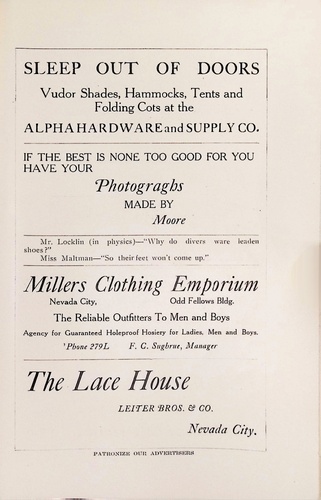 SLEEP OUT OF DOORS
Vudor Shades, Hammocks, Tents and
Folding Cots at the
ALPHA HARDWARE and SUPPLY CO.
IF THE BEST IS NONE TOO GOOD FOR YOU
HAVE YOUR
Photograghs
MADE BY
Moore
Mr. Locklin (in physics)—"Why do divers ware leaden
shoes?"
Miss Maltman—"So their feet won't come up."
Millers Clothing Emporium
Nevada City, Odd Fellows Bldg.
The Reliable Outfitters To Men and Boys
Agency for Guaranteed Holeproof Hosiery for Ladies, Men and Boys.
'Phone 279L F. C. Sugbrue, Manager
The Lace House
LEITER BROS. & CO.
Nevada City.
PATRONIZE OUR ADVERTISERS